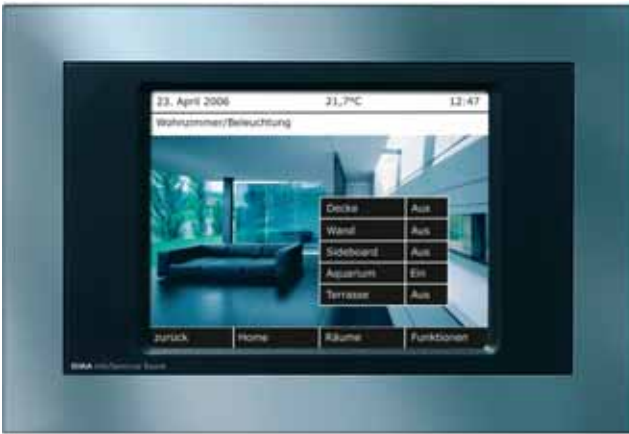 23. April 2006 21,7°C 12:47
Wohnzimmer/Beleuchtung
Decke Aus
Wand Aus
Sideboard Aus
Aquarium Ein
Terrasse Aus
zurück Home Räume Funktionen